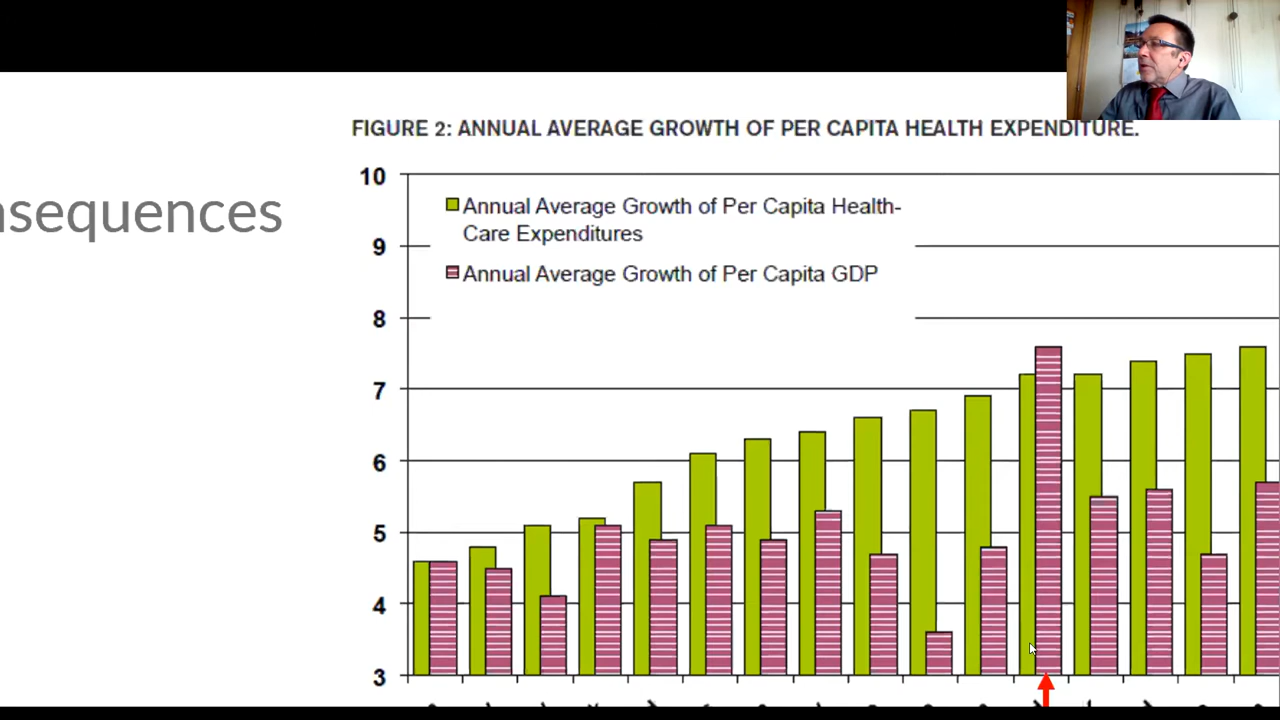 FIGURE 2: ANNUAL AVERAGE GROWTH OF PER CAPITA HEALTH EXPENDITURE.
nsequences
10
9
8
7
6
5
4
3
Annual Average Growth of Per Capita Health-
Care Expenditures
Annual Average Growth of Per Capita GDP